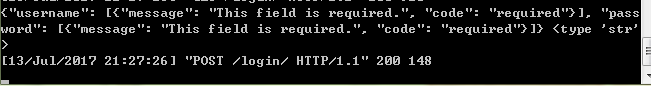 {"username": [{"message": "This field is required.", "code": "required"}], "pass
word": [{"message": "This field is required.", "code": "required"}]} <type 'str'
>
[13/Jul/2017 21:27:26] "POST /login/ HTTP/1.1" 200 148